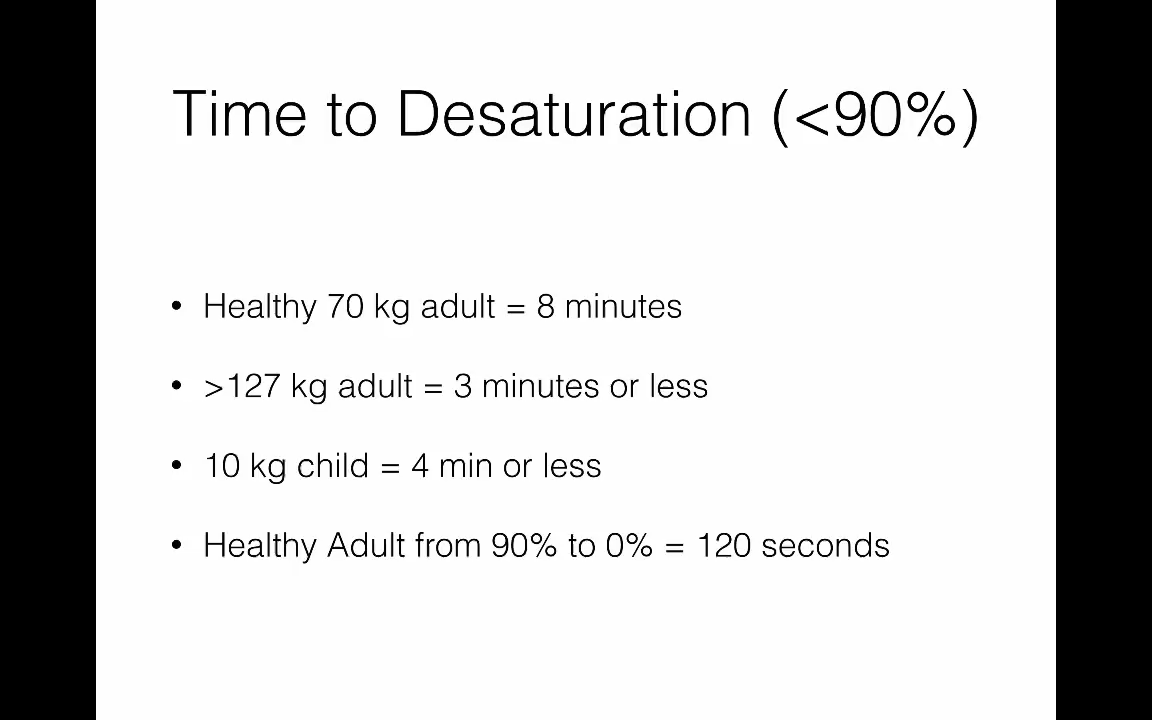 Time to Desaturation (<90%)
• Healthy 70 kg adult = 8 minutes
• >127 kg adult = 3 minutes or less
• 10 kg child = 4 min or less
• Healthy Adult from 90% to 0% = 120 seconds